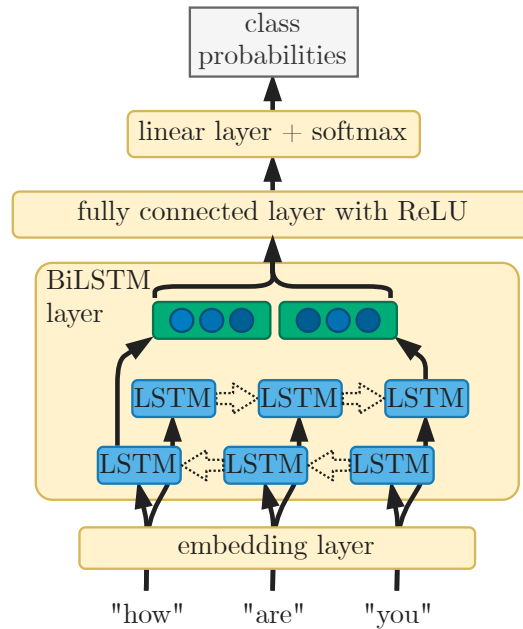 class
probabilities
linear layer + softmax
fully connected layer with ReLU
BiLSTM
layer
LSTM LSTM LSTM
LSTM LSTM LSTM
embedding layer
"how" "are" "you"